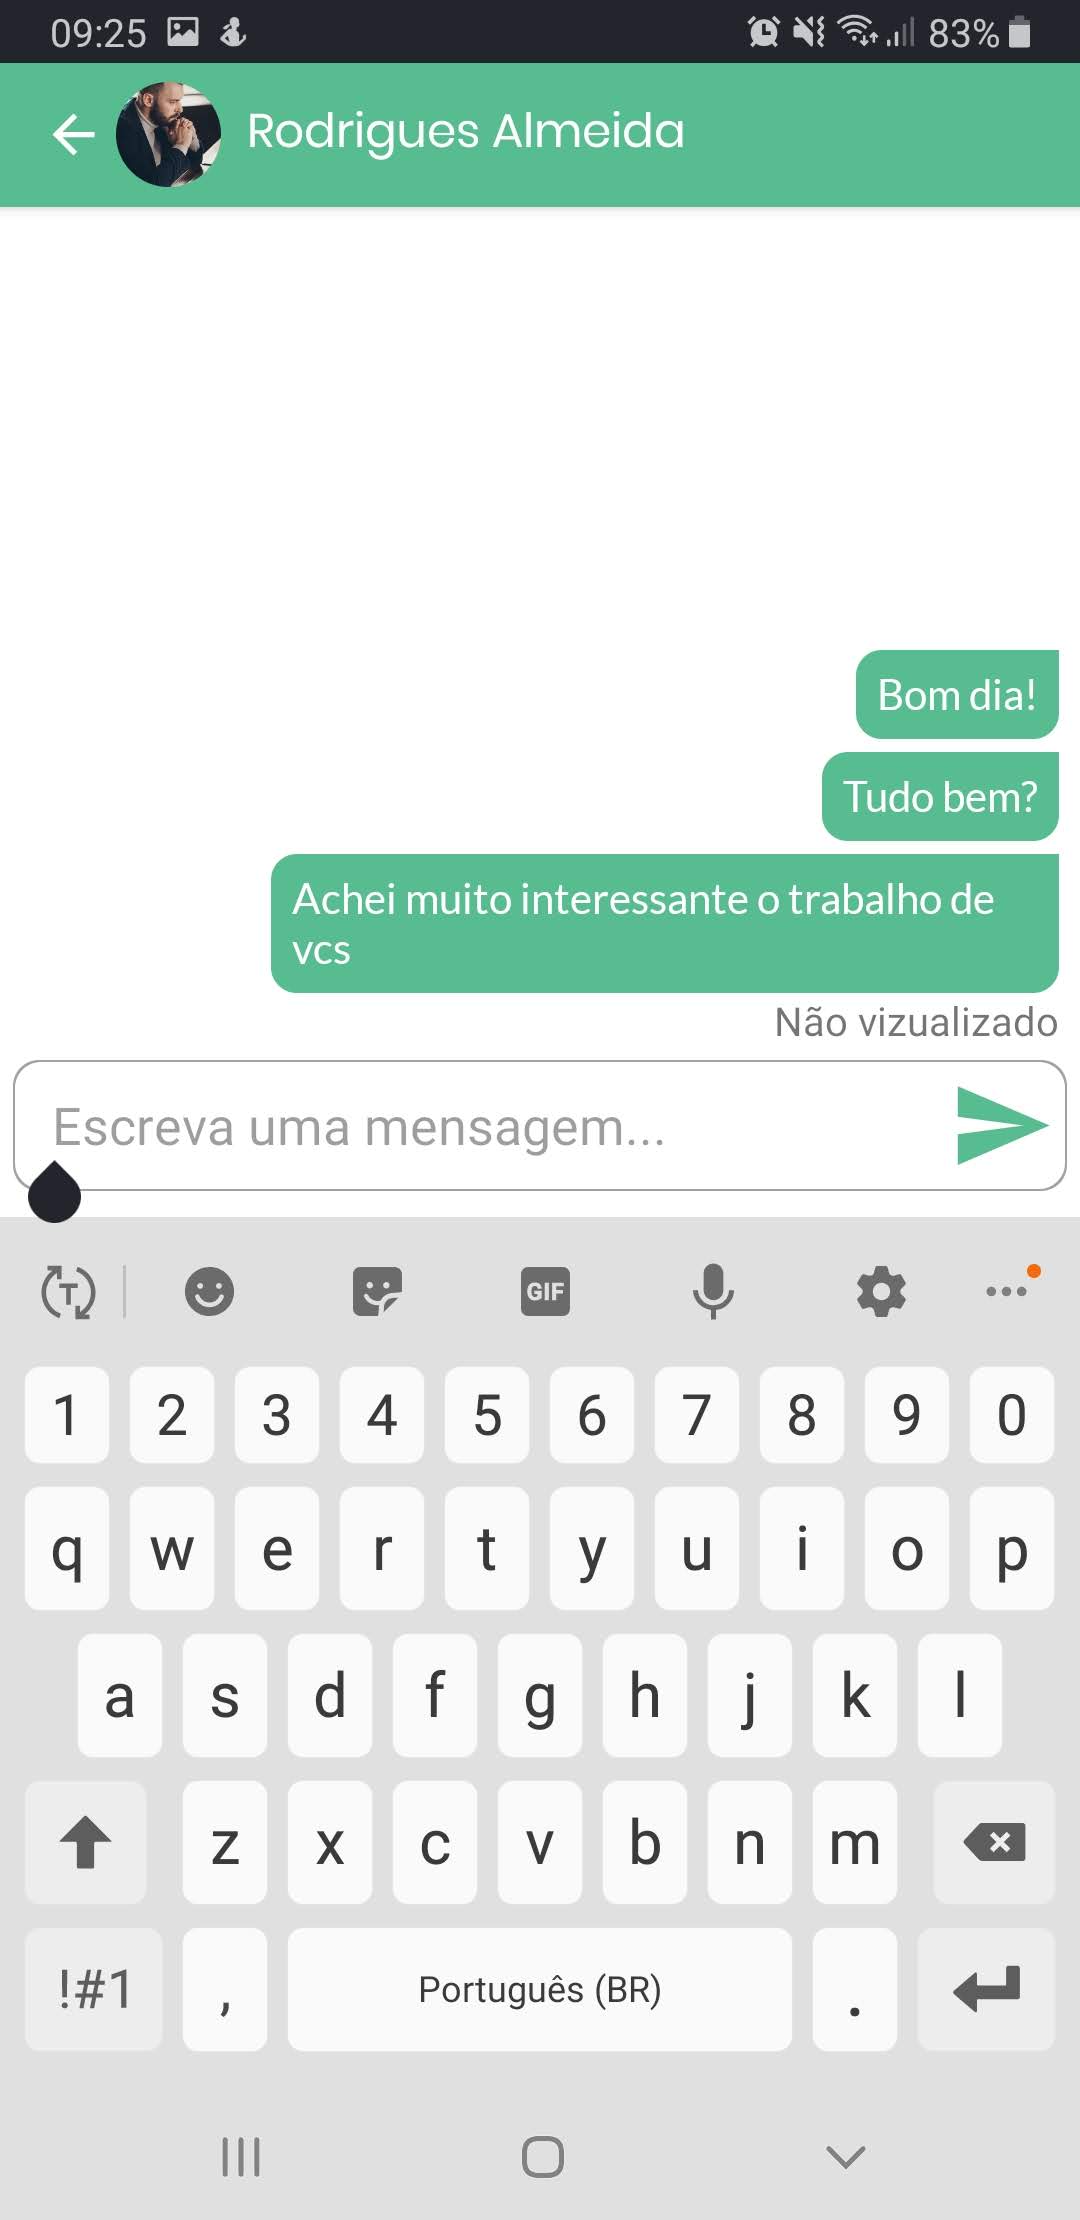 09:25
83%
Rodrigues Almeida
Bom dia!
Tudo bem?
Achei muito interessante o trabalho de
vcs
Não vizualizado
Escreva uma mensagem...
T
GIF
1 2 3 4 5 6 7 8 9 0
q w e r t y u i o p
a s d f g h j k l
z x c v b n m
!#1 , Português (BR) .